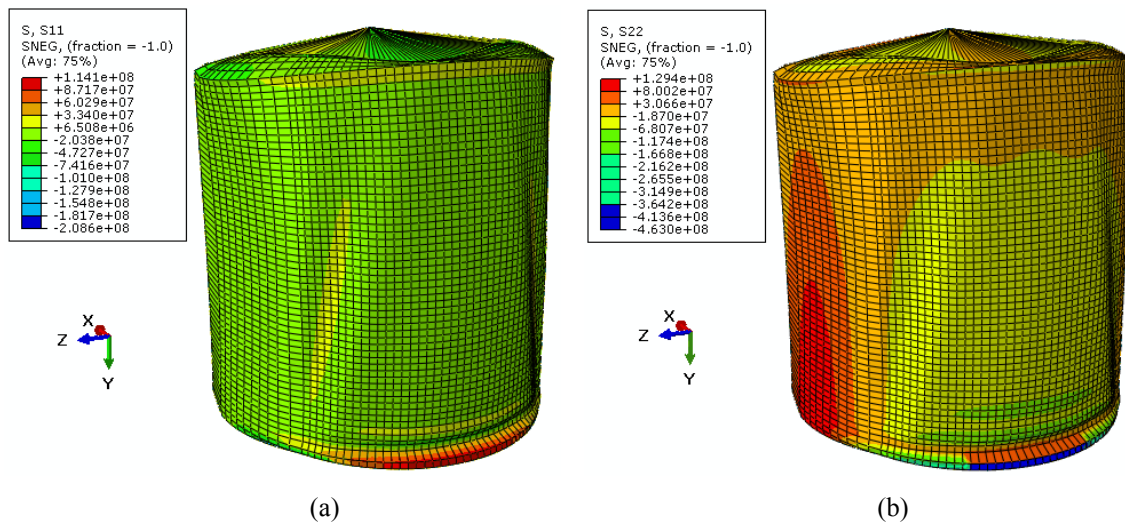 S, S11
SNEG, (fraction = -1.0)
(Avg: 75%)
+1.141e+08
+8.717e+07
+6.029e+07
+3.340e+07
+6.508e+06
-2.038e+07
-4.727e+07
-7.416e+07
-1.010e+08
-1.279e+08
-1.548e+08
-1.817e+08
-2.086e+08
X
Z
Y
(a)
S, S22
SNEG, (fraction = -1.0)
(Avg: 75%)
+1.294e+08
+8.002e+07
+3.066e+07
-1.870e+07
-6.807e+07
-1.174e+08
-1.668e+08
-2.162e+08
-2.655e+08
-3.149e+08
-3.642e+08
-4.136e+08
-4.630e+08
X
Z
Y
(b)